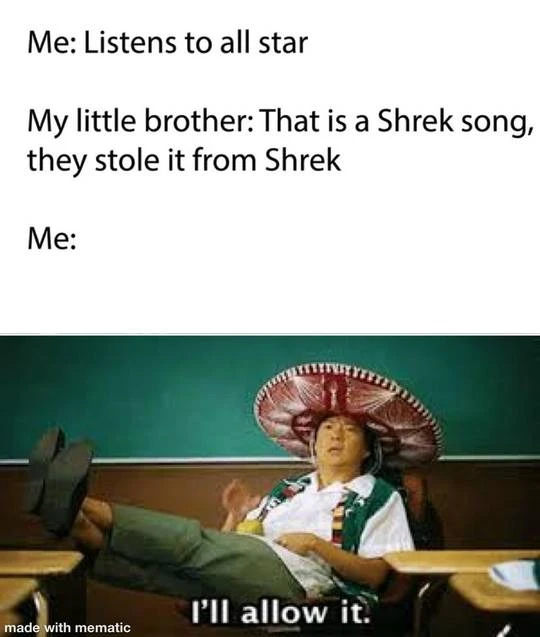 Me: Listens to all star
My little brother: That is a Shrek song,
they stole it from Shrek
Me:
I'll allow it.
made with mematic